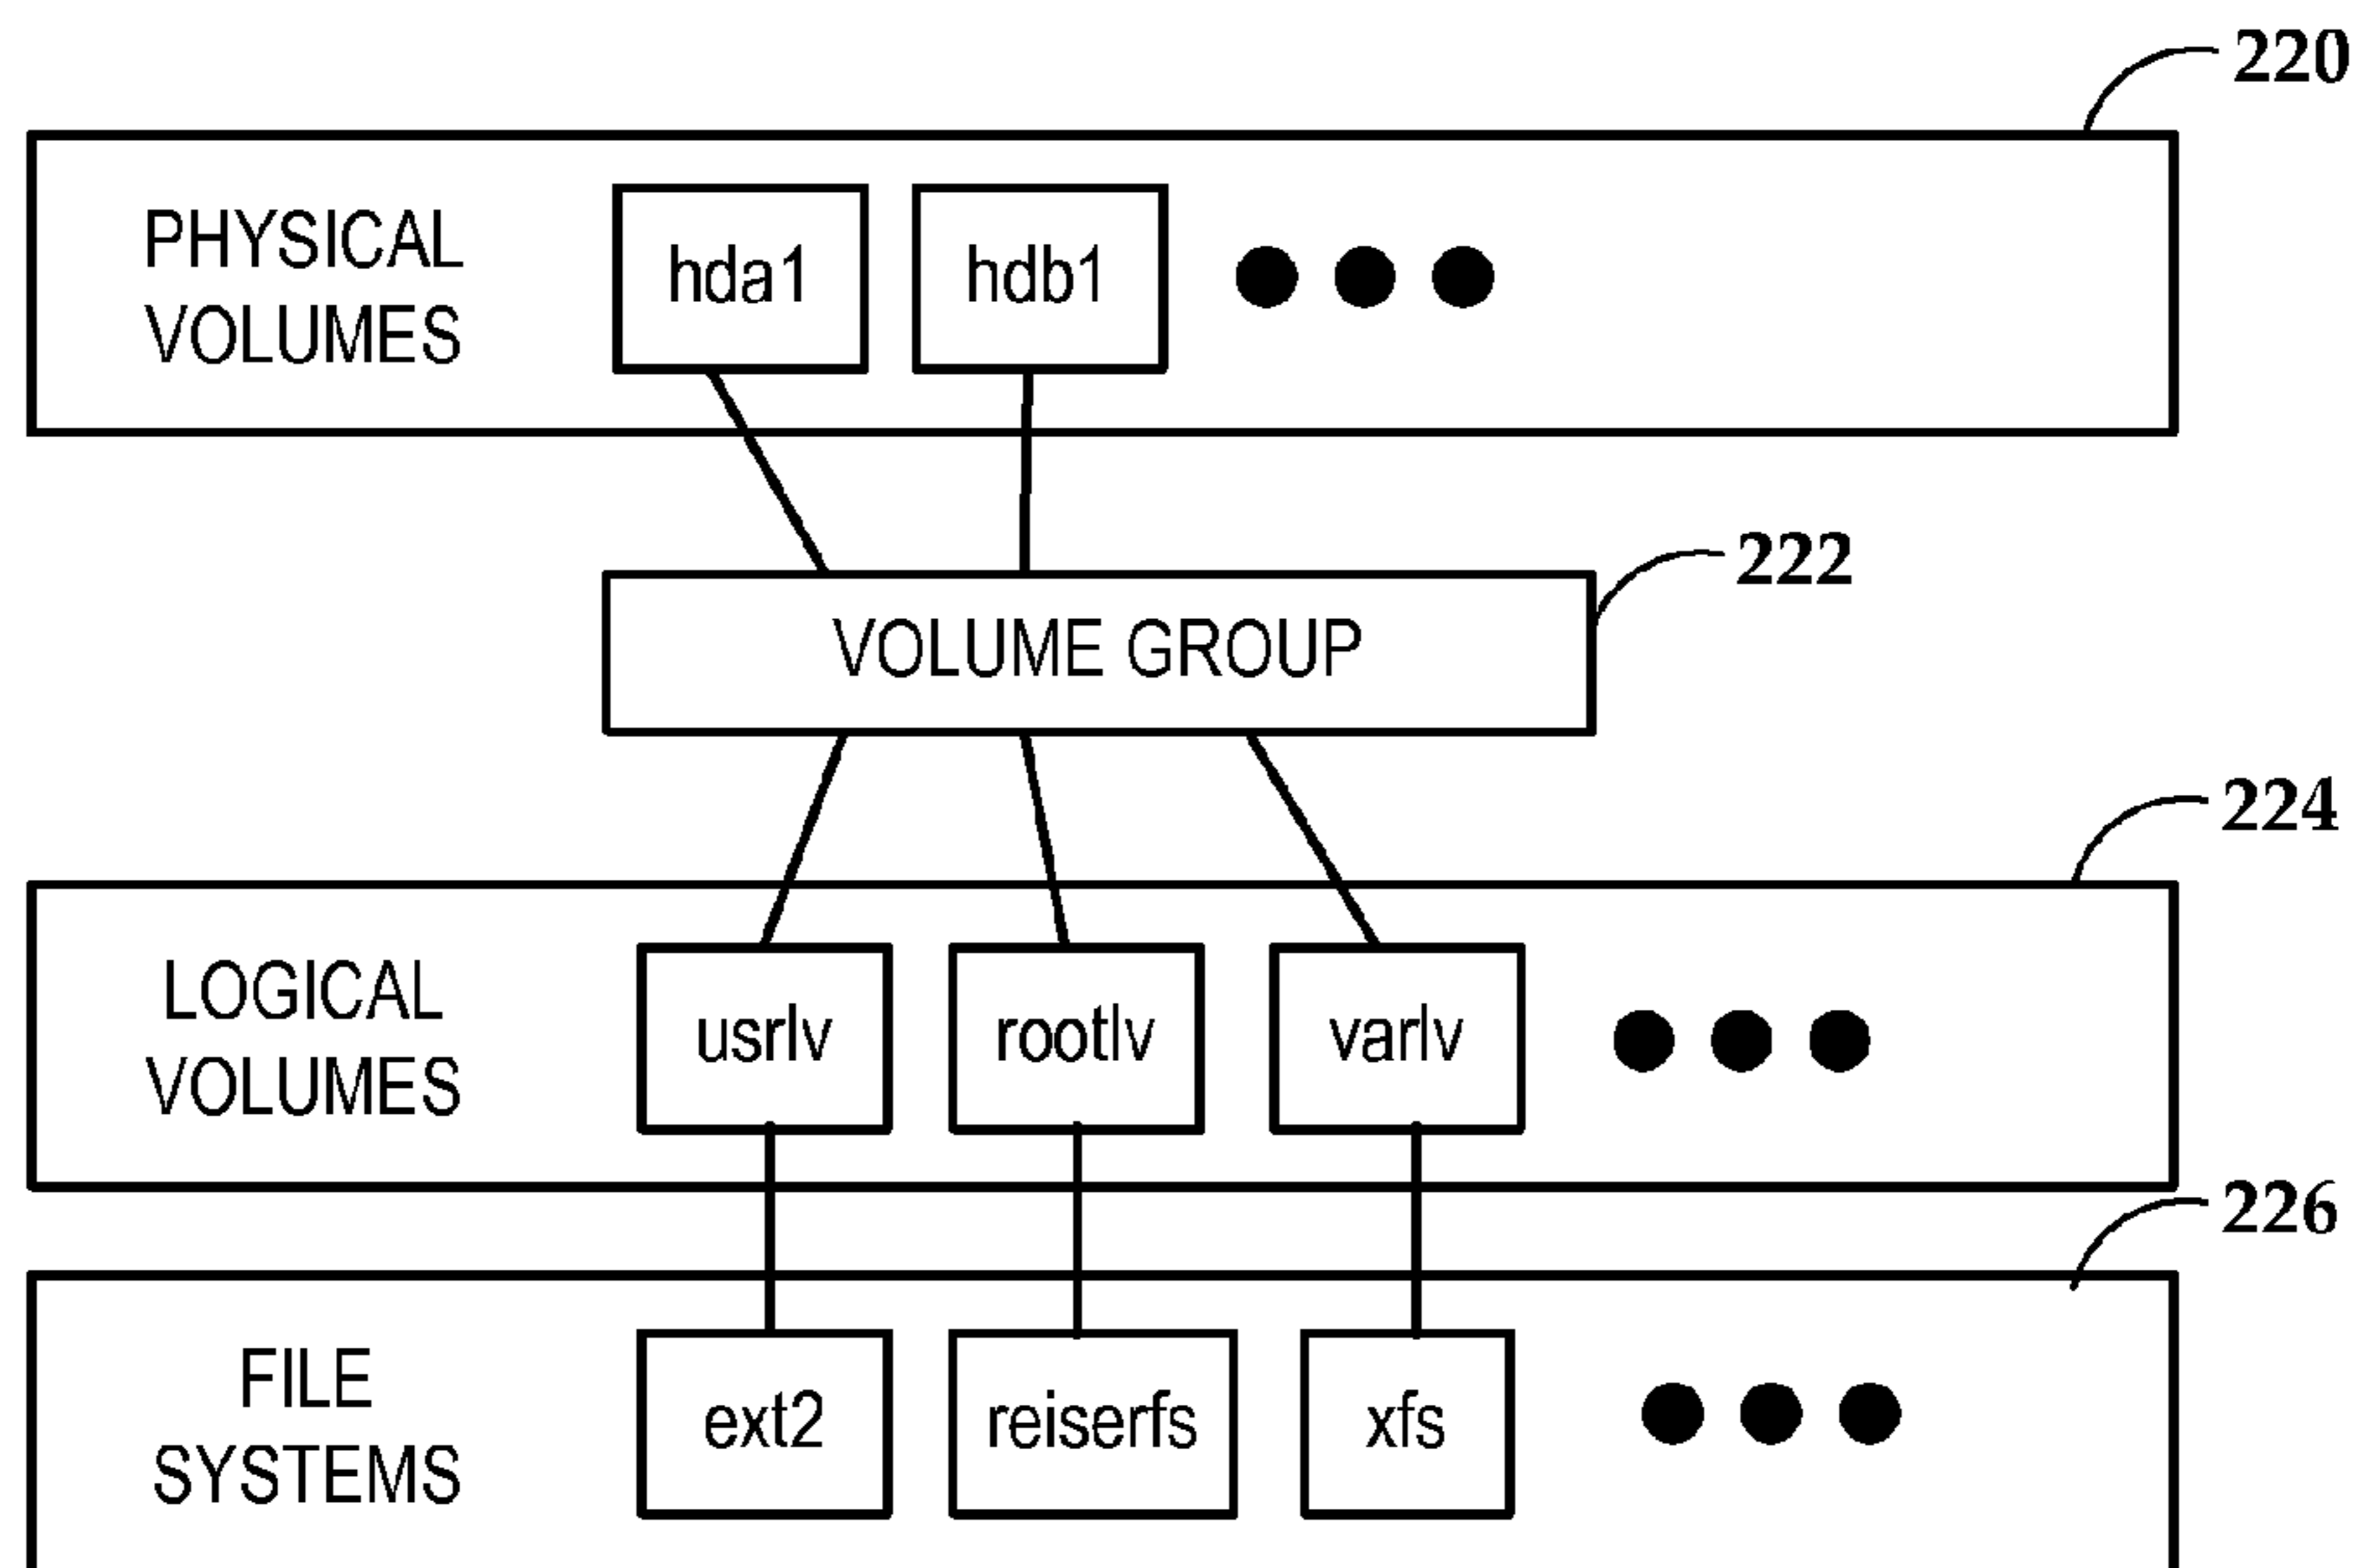 220
PHYSICAL
VOLUMES
hda1
hdb1
222
VOLUME GROUP
224
LOGICAL
VOLUMES
usrlv
rootlv
varlv
226
FILE
SYSTEMS
ext2
reiserfs
xfs